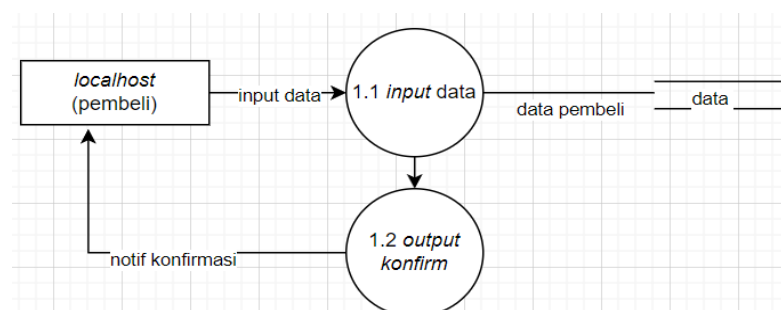 localhost
(pembeli)
input data
1.1 input data
data pembeli
data
1.2 output
konfirm
notif konfirmasi